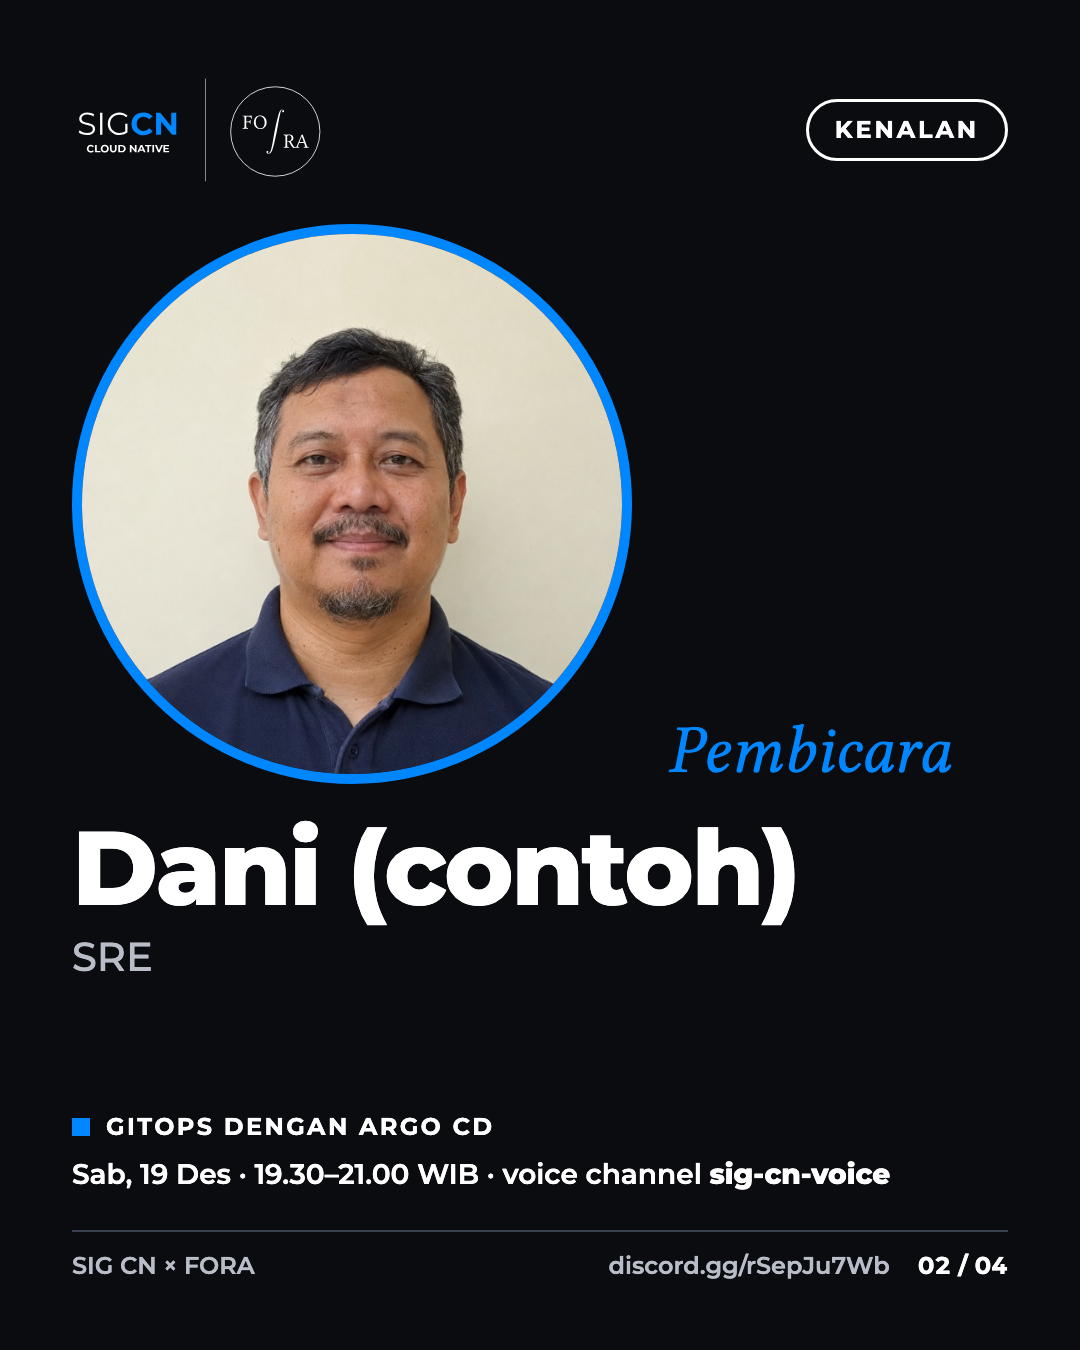 SIGCN
CLOUD NATIVE
FO RA
KENALAN
Pembicara
Dani (contoh)
SRE
GITOPS DENGAN ARGO CD
Sab, 19 Des · 19.30–21.00 WIB · voice channel sig-cn-voice
SIG CN × FORA
discord.gg/rSepJu7Wb
02 / 04